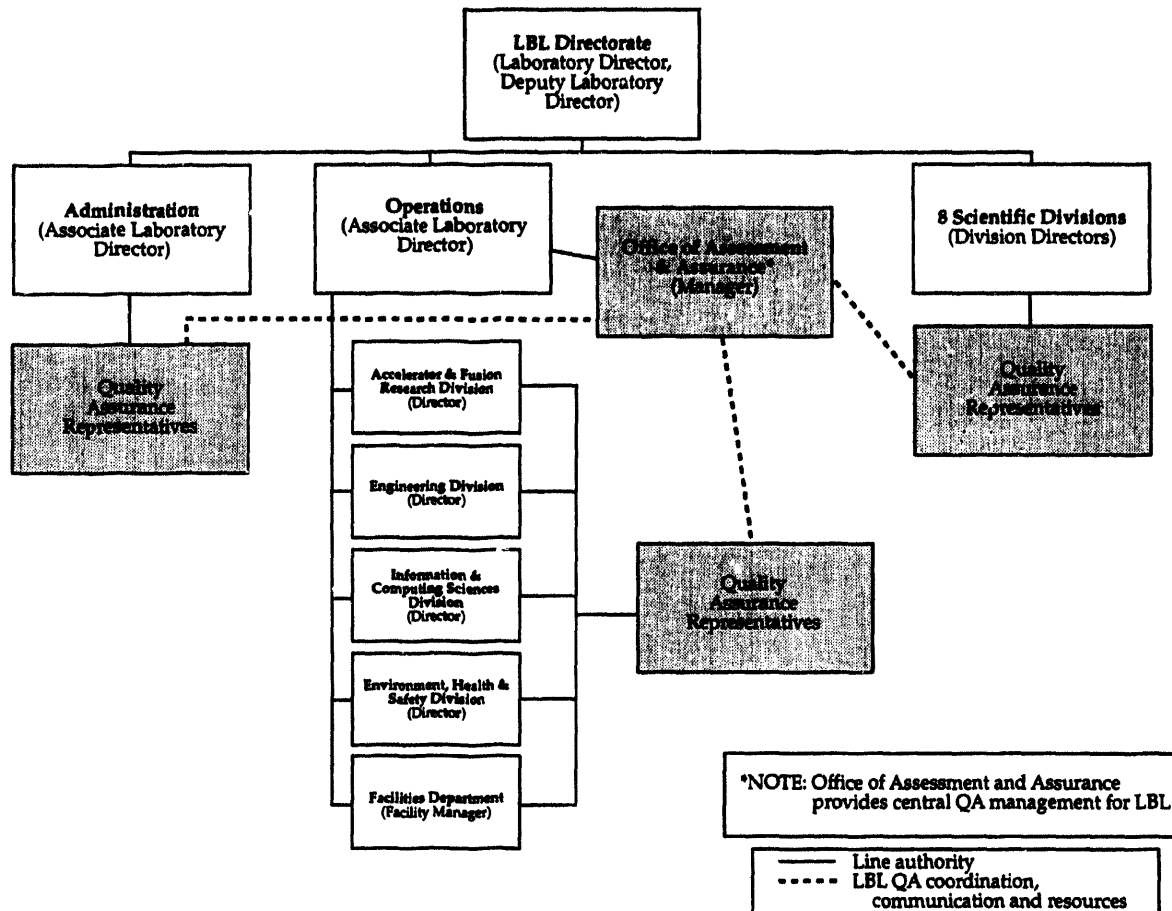 LBL Directorate
(Laboratory Director,
Deputy Laboratory
Director)
Administration
(Associate Laboratory
Director)
Operations
(Associate Laboratory
Director)
Office of Assessment
& Assurance*
(Manager)
8 Scientific Divisions
(Division Directors)
Quality
Assurance
Representatives
Quality
Assurance
Representatives
Accelerator & Fusion
Research Division
(Director)
Engineering Division
(Director)
Information &
Computing Sciences
Division
(Director)
Quality
Assurance
Representatives
Environment, Health &
Safety Division
(Director)
Facilities Department
(Facility Manager)
*NOTE: Office of Assessment and Assurance
provides central QA management for LBL
Line authority
LBL QA coordination,
communication and resources